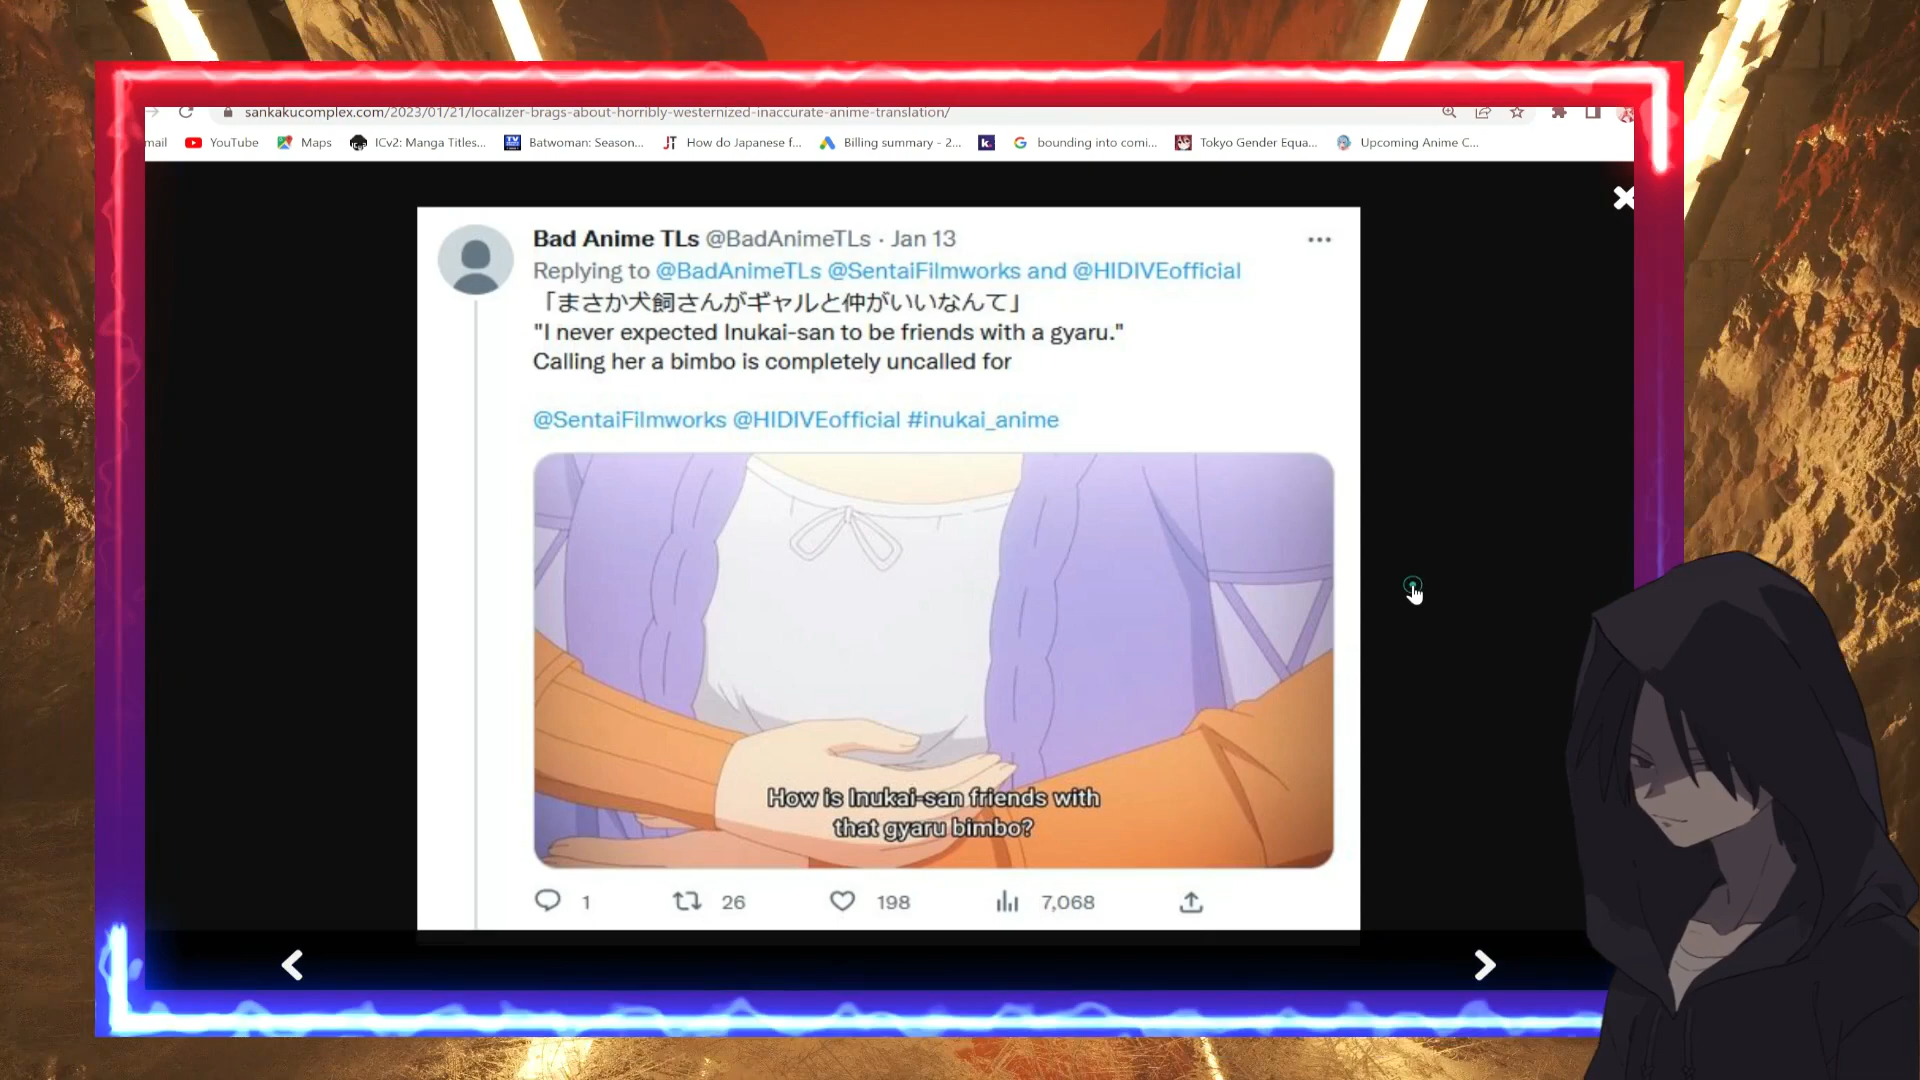 sankakucomplex.com/2023/01/21/localizer-brags-about-horribly-westernized-inaccurate-anime-translation/
mail YouTube Maps ICv2: Manga Titles... Batwoman: Season... How do Japanese f... Billing summary - 2... bounding into comi... Tokyo Gender Equa... Upcoming Anime C...
Bad Anime TLs @BadAnimeTLs · Jan 13
Replying to @BadAnimeTLs @SentaiFilmworks and @HIDIVEofficial
「まさか犬飼さんがギャルと仲がいいなんて」
"I never expected Inukai-san to be friends with a gyaru."
Calling her a bimbo is completely uncalled for
@SentaiFilmworks @HIDIVEofficial #inukai_anime
How is Inukai-san friends with
that gyaru bimbo?
1 26 198 7,068